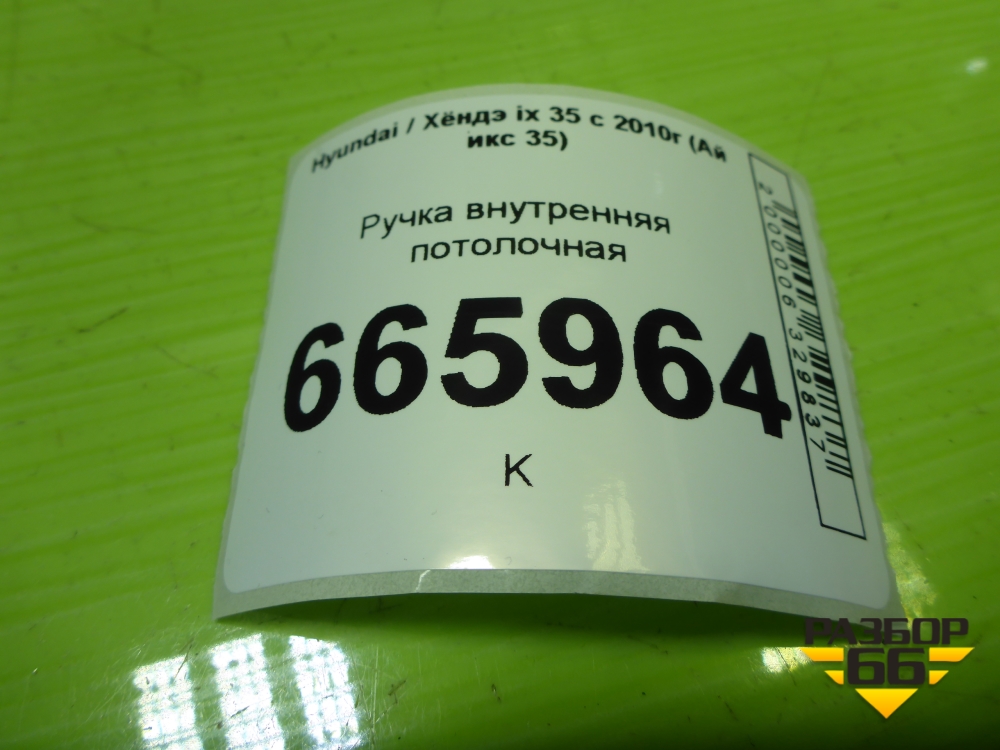 Hyundai / Хёндэ ix 35 с 2010г (Ай
икс 35)
Ручка внутренняя
потолочная
665964
К
2000006329837
РАЗБОР
66